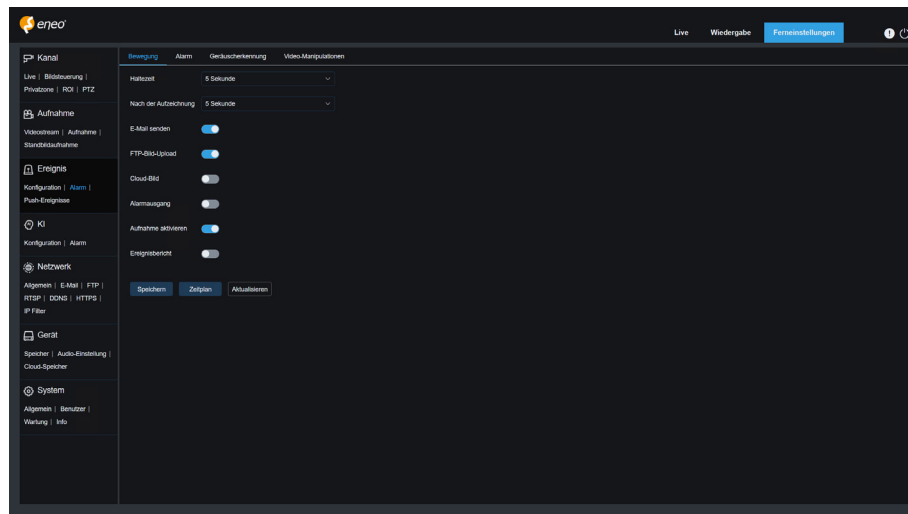 eneo
Live Wiedergabe Ferneinstellungen
Kanal
Live | Bildsteuerung |
Privatzone | ROI | PTZ
Aufnahme
Videostream | Aufnahme |
Standbildaufnahme
Ereignis
Konfiguration | Alarm |
Push-Ereignisse
KI
Konfiguration | Alarm
Netzwerk
Allgemein | E-Mail | FTP |
RTSP | DDNS | HTTPS |
IP Filter
Gerät
Speicher | Audio-Einstellung |
Cloud-Speicher
System
Allgemein | Benutzer |
Wartung | Info
Bewegung Alarm Geräuscherkennung Video-Manipulationen
Haltezeit 5 Sekunde
Nach der Aufzeichnung 5 Sekunde
E-Mail senden
FTP-Bild-Upload
Cloud-Bild
Alarmausgang
Aufnahme aktivieren
Ereignisbericht
Speichern Zeitplan Aktualisieren